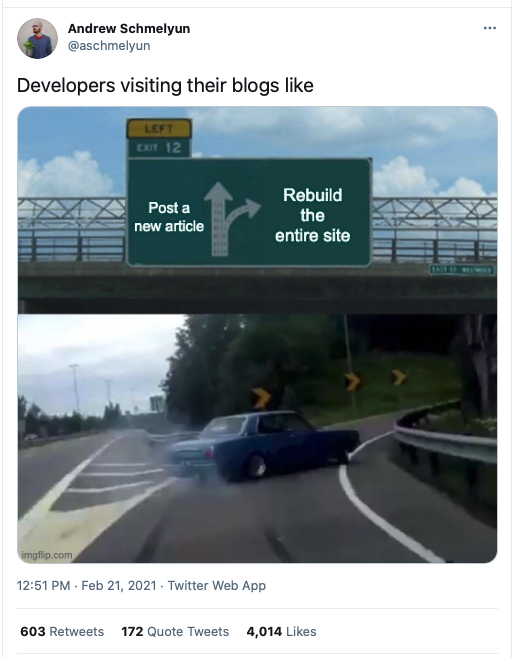 Andrew Schmelyun
@aschmelyun
Developers visiting their blogs like
LEFT
EXIT 12
Post a
new article
Rebuild
the
entire site
imgflip.com
12:51 PM · Feb 21, 2021 · Twitter Web App
603 Retweets 172 Quote Tweets 4,014 Likes